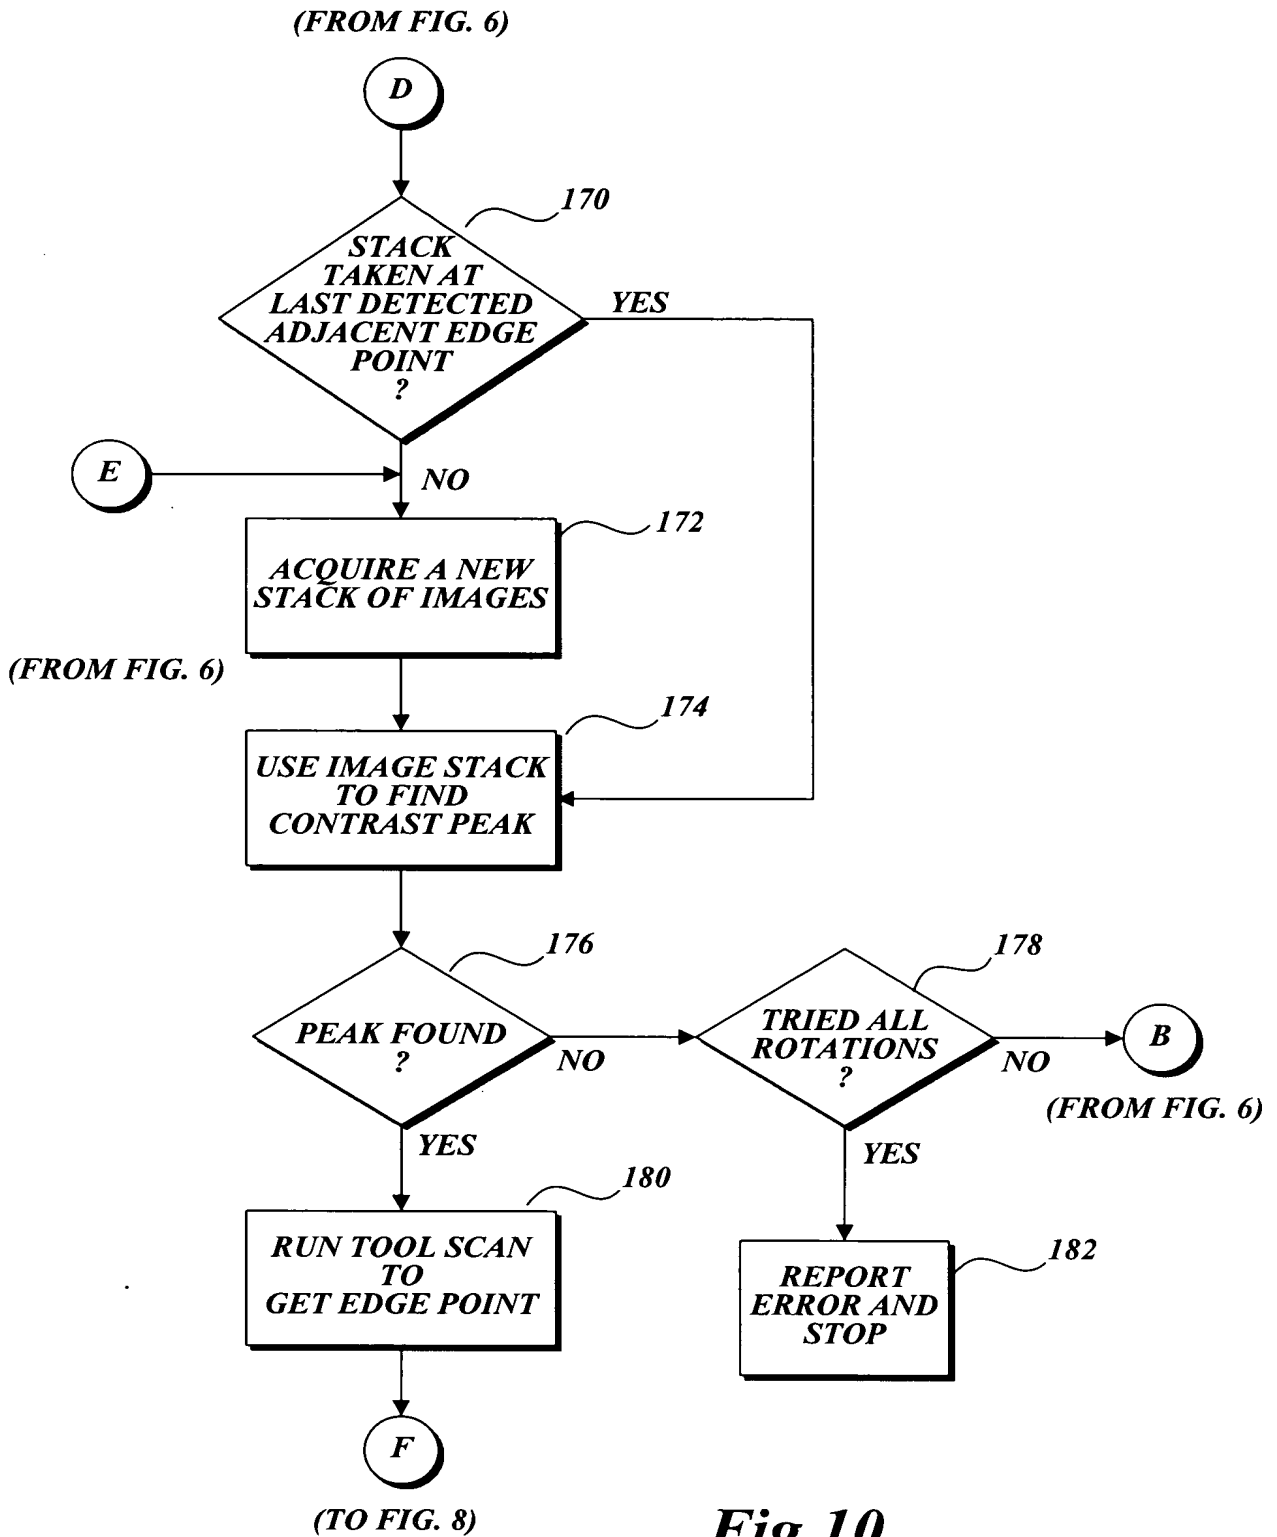 (FROM FIG. 6)
D
170
STACK
TAKEN AT
LAST DETECTED
ADJACENT EDGE
POINT
?
YES
E
NO
172
ACQUIRE A NEW
STACK OF IMAGES
(FROM FIG. 6)
174
USE IMAGE STACK
TO FIND
CONTRAST PEAK
176
PEAK FOUND
?
NO
178
TRIED ALL
ROTATIONS
?
NO
B
(FROM FIG. 6)
YES
YES
180
RUN TOOL SCAN
TO
GET EDGE POINT
182
REPORT
ERROR AND
STOP
F
(TO FIG. 8)
Fig.10